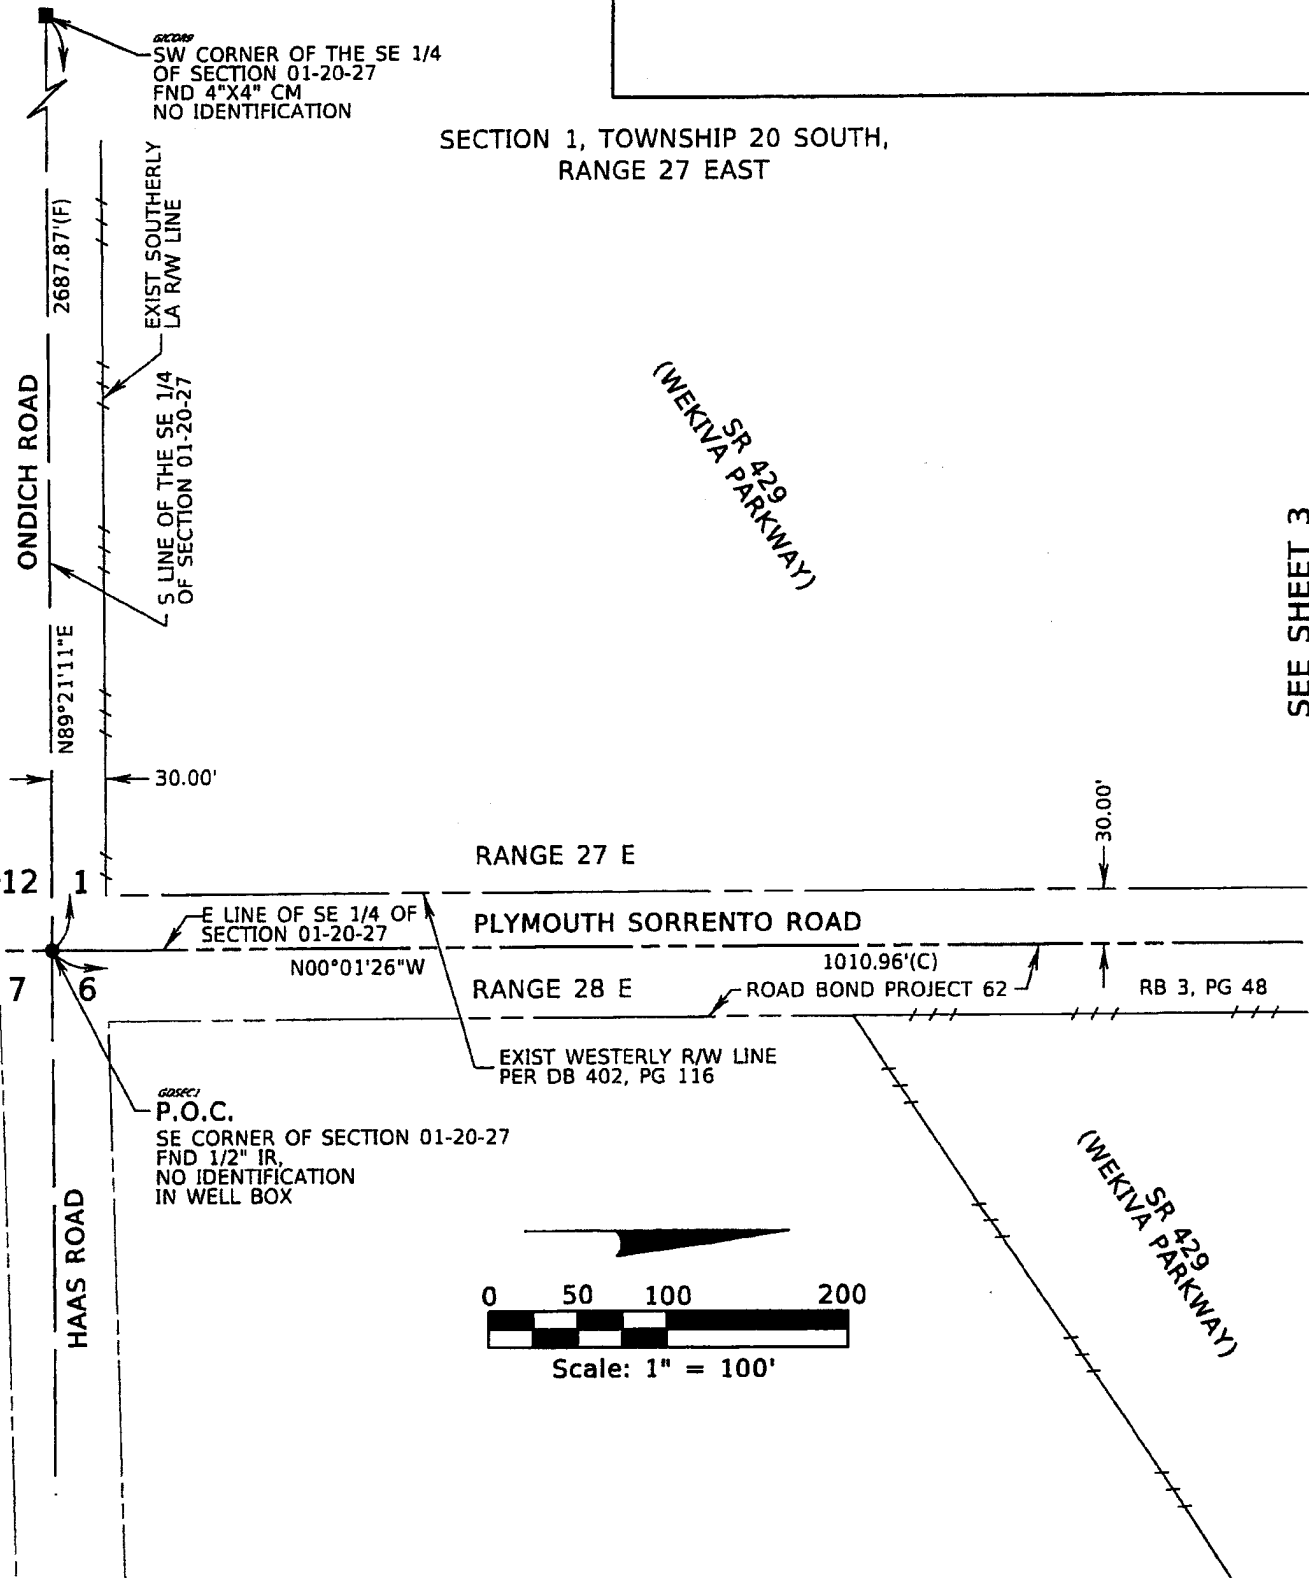 GICOR9
SW CORNER OF THE SE 1/4
OF SECTION 01-20-27
FND 4"X4" CM
NO IDENTIFICATION
SECTION 1, TOWNSHIP 20 SOUTH,
RANGE 27 EAST
2687.87'(F)
EXIST SOUTHERLY
LA R/W LINE
ONDICH ROAD
S LINE OF THE SE 1/4
OF SECTION 01-20-27
N89°21'11"E
30.00'
SR 429
(WEKIVA PARKWAY)
SEE SHEET 3
30.00'
RANGE 27 E
12 1
E LINE OF SE 1/4 OF
SECTION 01-20-27
PLYMOUTH SORRENTO ROAD
N00°01'26"W
1010.96'(C)
7 6
RANGE 28 E
ROAD BOND PROJECT 62
RB 3, PG 48
EXIST WESTERLY R/W LINE
PER DB 402, PG 116
P.O.C.
SE CORNER OF SECTION 01-20-27
FND 1/2" IR,
NO IDENTIFICATION
IN WELL BOX
HAAS ROAD
SR 429
(WEKIVA PARKWAY)
0 50 100 200
Scale: 1" = 100'